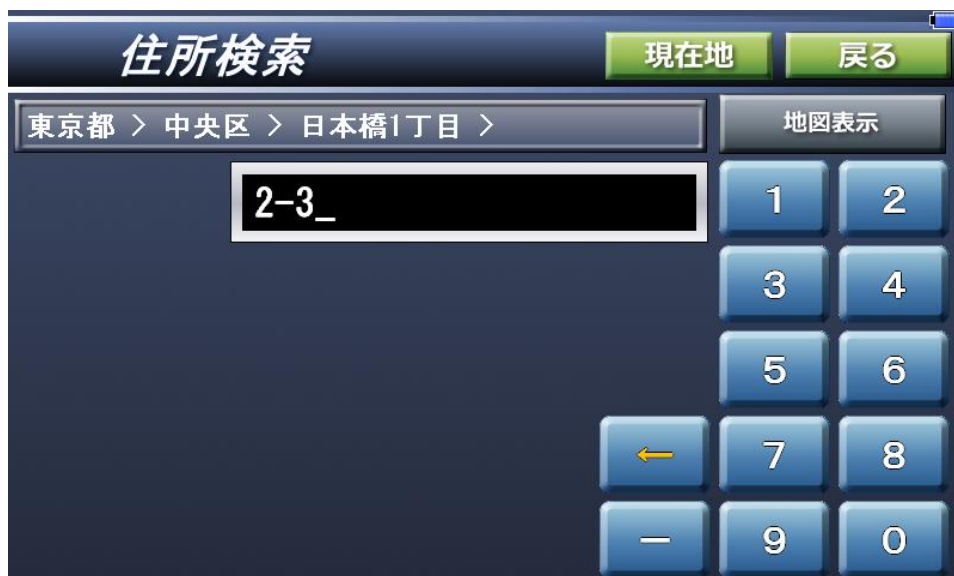 住所検索 現在地 戻る
東京都 > 中央区 > 日本橋1丁目 > 地図表示
2-3_ 1 2
3 4
5 6
← 7 8
- 9 0